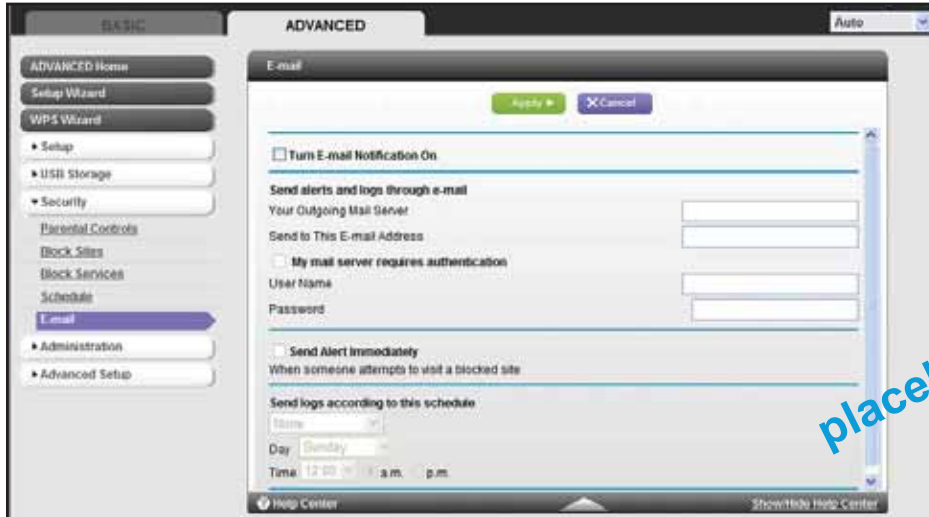 BASIC
ADVANCED
Auto
ADVANCED Home
Setup Wizard
WPS Wizard
Setup
USB Storage
Security
Parental Controls
Block Sites
Block Services
Schedule
E-mail
Administration
Advanced Setup
E-mail
Apply
X Cancel
Turn E-mail Notification On
Send alerts and logs through e-mail
Your Outgoing Mail Server
Send to This E-mail Address
My mail server requires authentication
User Name
Password
Send Alert Immediately
When someone attempts to visit a blocked site
Send logs according to this schedule
None
Day Sunday
Time 12:00 a.m. p.m.
Help Center
Show/Hide Help Center